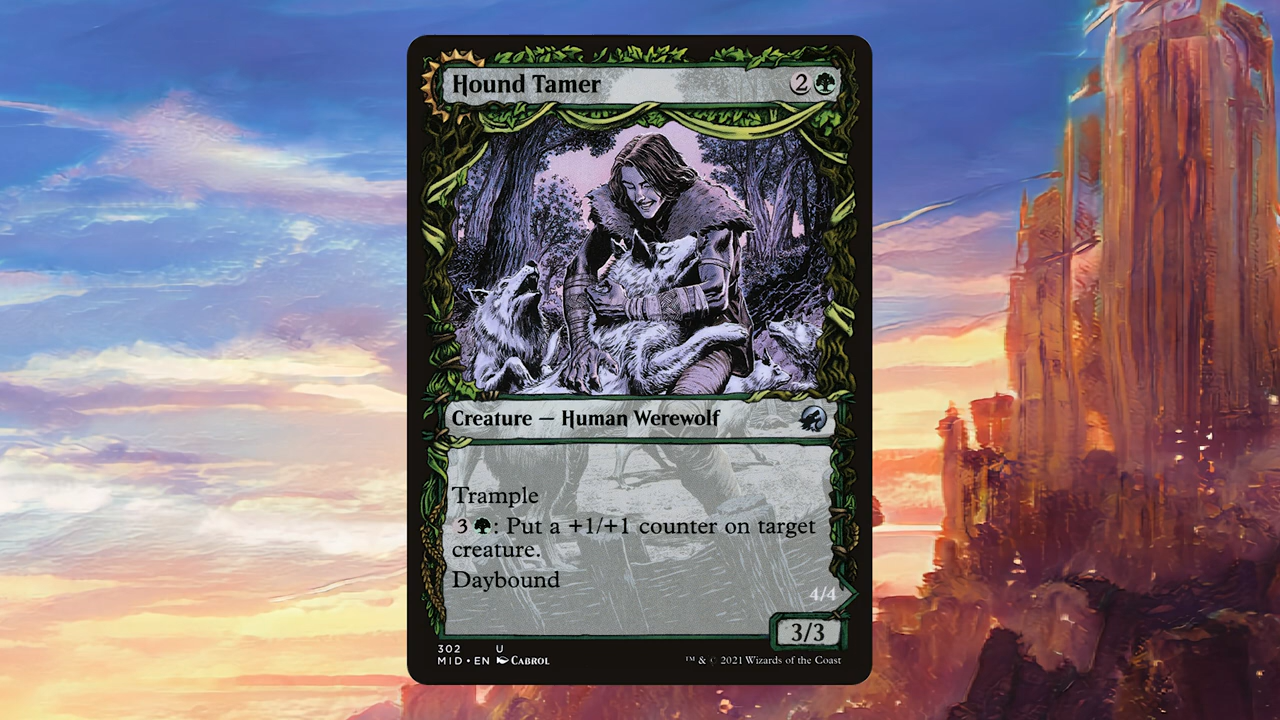 Hound Tamer 2
Creature — Human Werewolf
Trample
3 : Put a +1/+1 counter on target
creature.
Daybound
4/4
3/3
302 U
MID • EN CABROL
™ & © 2021 Wizards of the Coast